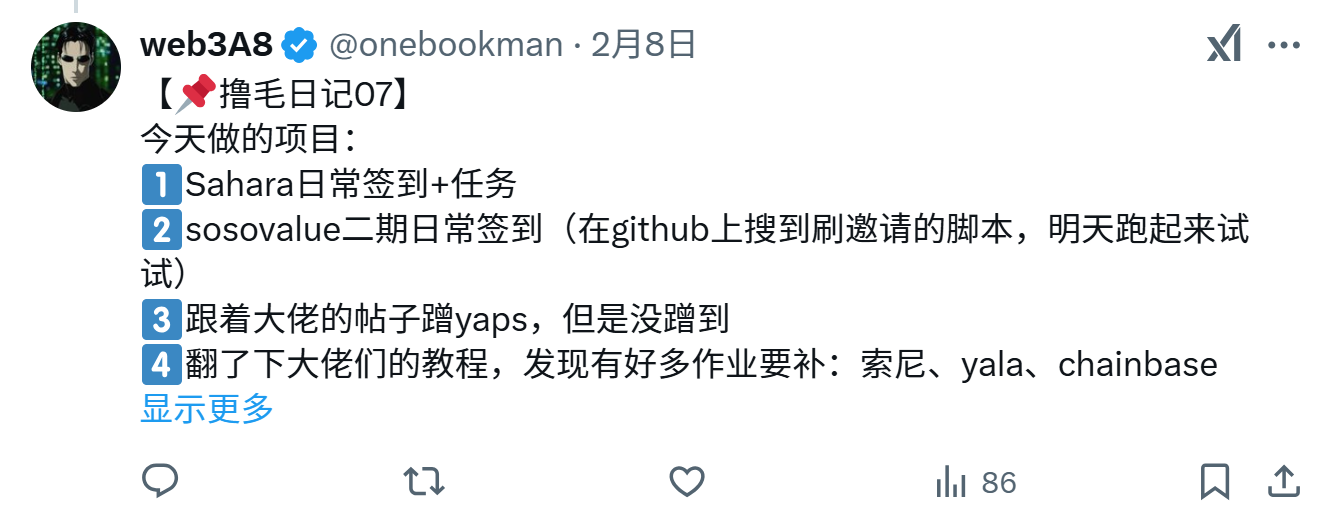 web3A8 @onebookman · 2月8日
【📌撸毛日记07】
今天做的项目：
1️⃣Sahara日常签到+任务
2️⃣sosovalue二期日常签到（在github上搜到刷邀请的脚本，明天跑起来试
试）
3️⃣跟着大佬的帖子蹭yaps，但是没蹭到
4️⃣翻了下大佬们的教程，发现有好多作业要补：索尼、yala、chainbase
显示更多
86